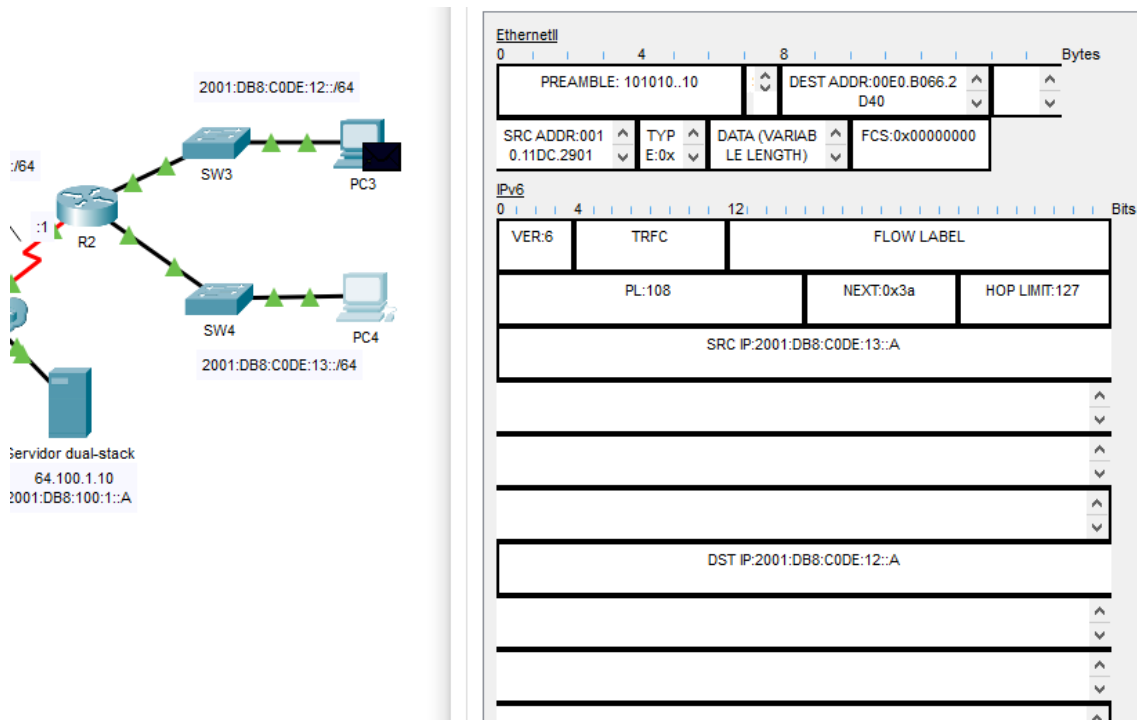 2001:DB8:C0DE:12::/64
:/64
SW3
PC3
:1
R2
SW4
PC4
2001:DB8:C0DE:13::/64
Servidor dual-stack
64.100.1.10
2001:DB8:100:1::A
EthernetII
0 4 8 Bytes
PREAMBLE: 101010..10
DEST ADDR:00E0.B066.2
D40
SRC ADDR:001
0.11DC.2901
TYP
E:0x
DATA (VARIAB
LE LENGTH)
FCS:0x00000000
IPv6
0 4 12 Bits
VER:6
TRFC
FLOW LABEL
PL:108
NEXT:0x3a
HOP LIMIT:127
SRC IP:2001:DB8:C0DE:13::A
DST IP:2001:DB8:C0DE:12::A